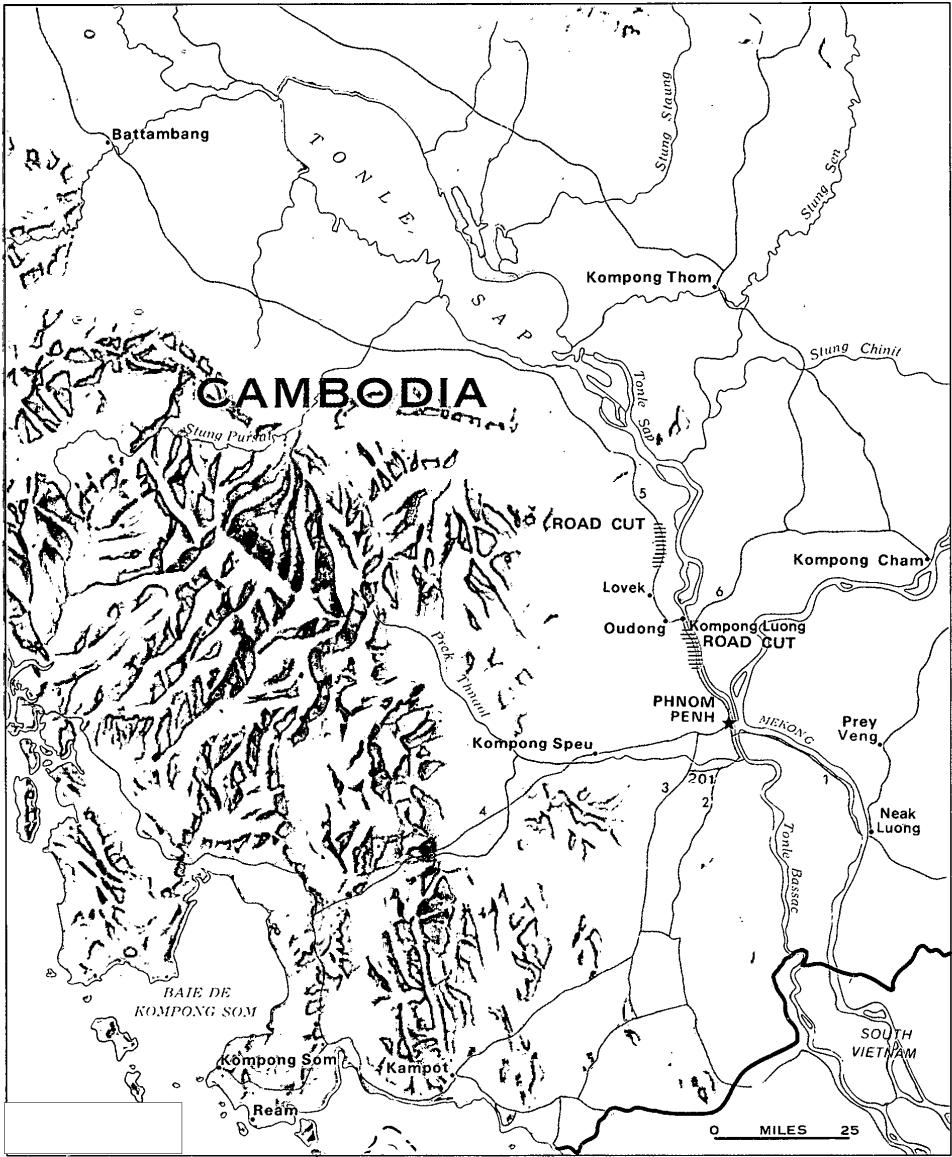 Battambang
TONLE
SAP
Stung Staung
Stung Sen
Kompong Thom
Stung Chinit
CAMBODIA
Tonle Sap
Stung Pursat
5
ROAD CUT
Kompong Cham
Lovek
6
Oudong
Kompong Luong
ROAD CUT
Prek Thnant
PHNOM
PENH
MEKONG
Prey
Veng
Kompong Speu
201
1
3
2
4
Neak
Luong
Tonle Bassac
BAIE DE
KOMPONG SOM
SOUTH
VIETNAM
Kompong Som
Kampot
Ream
0 MILES 25